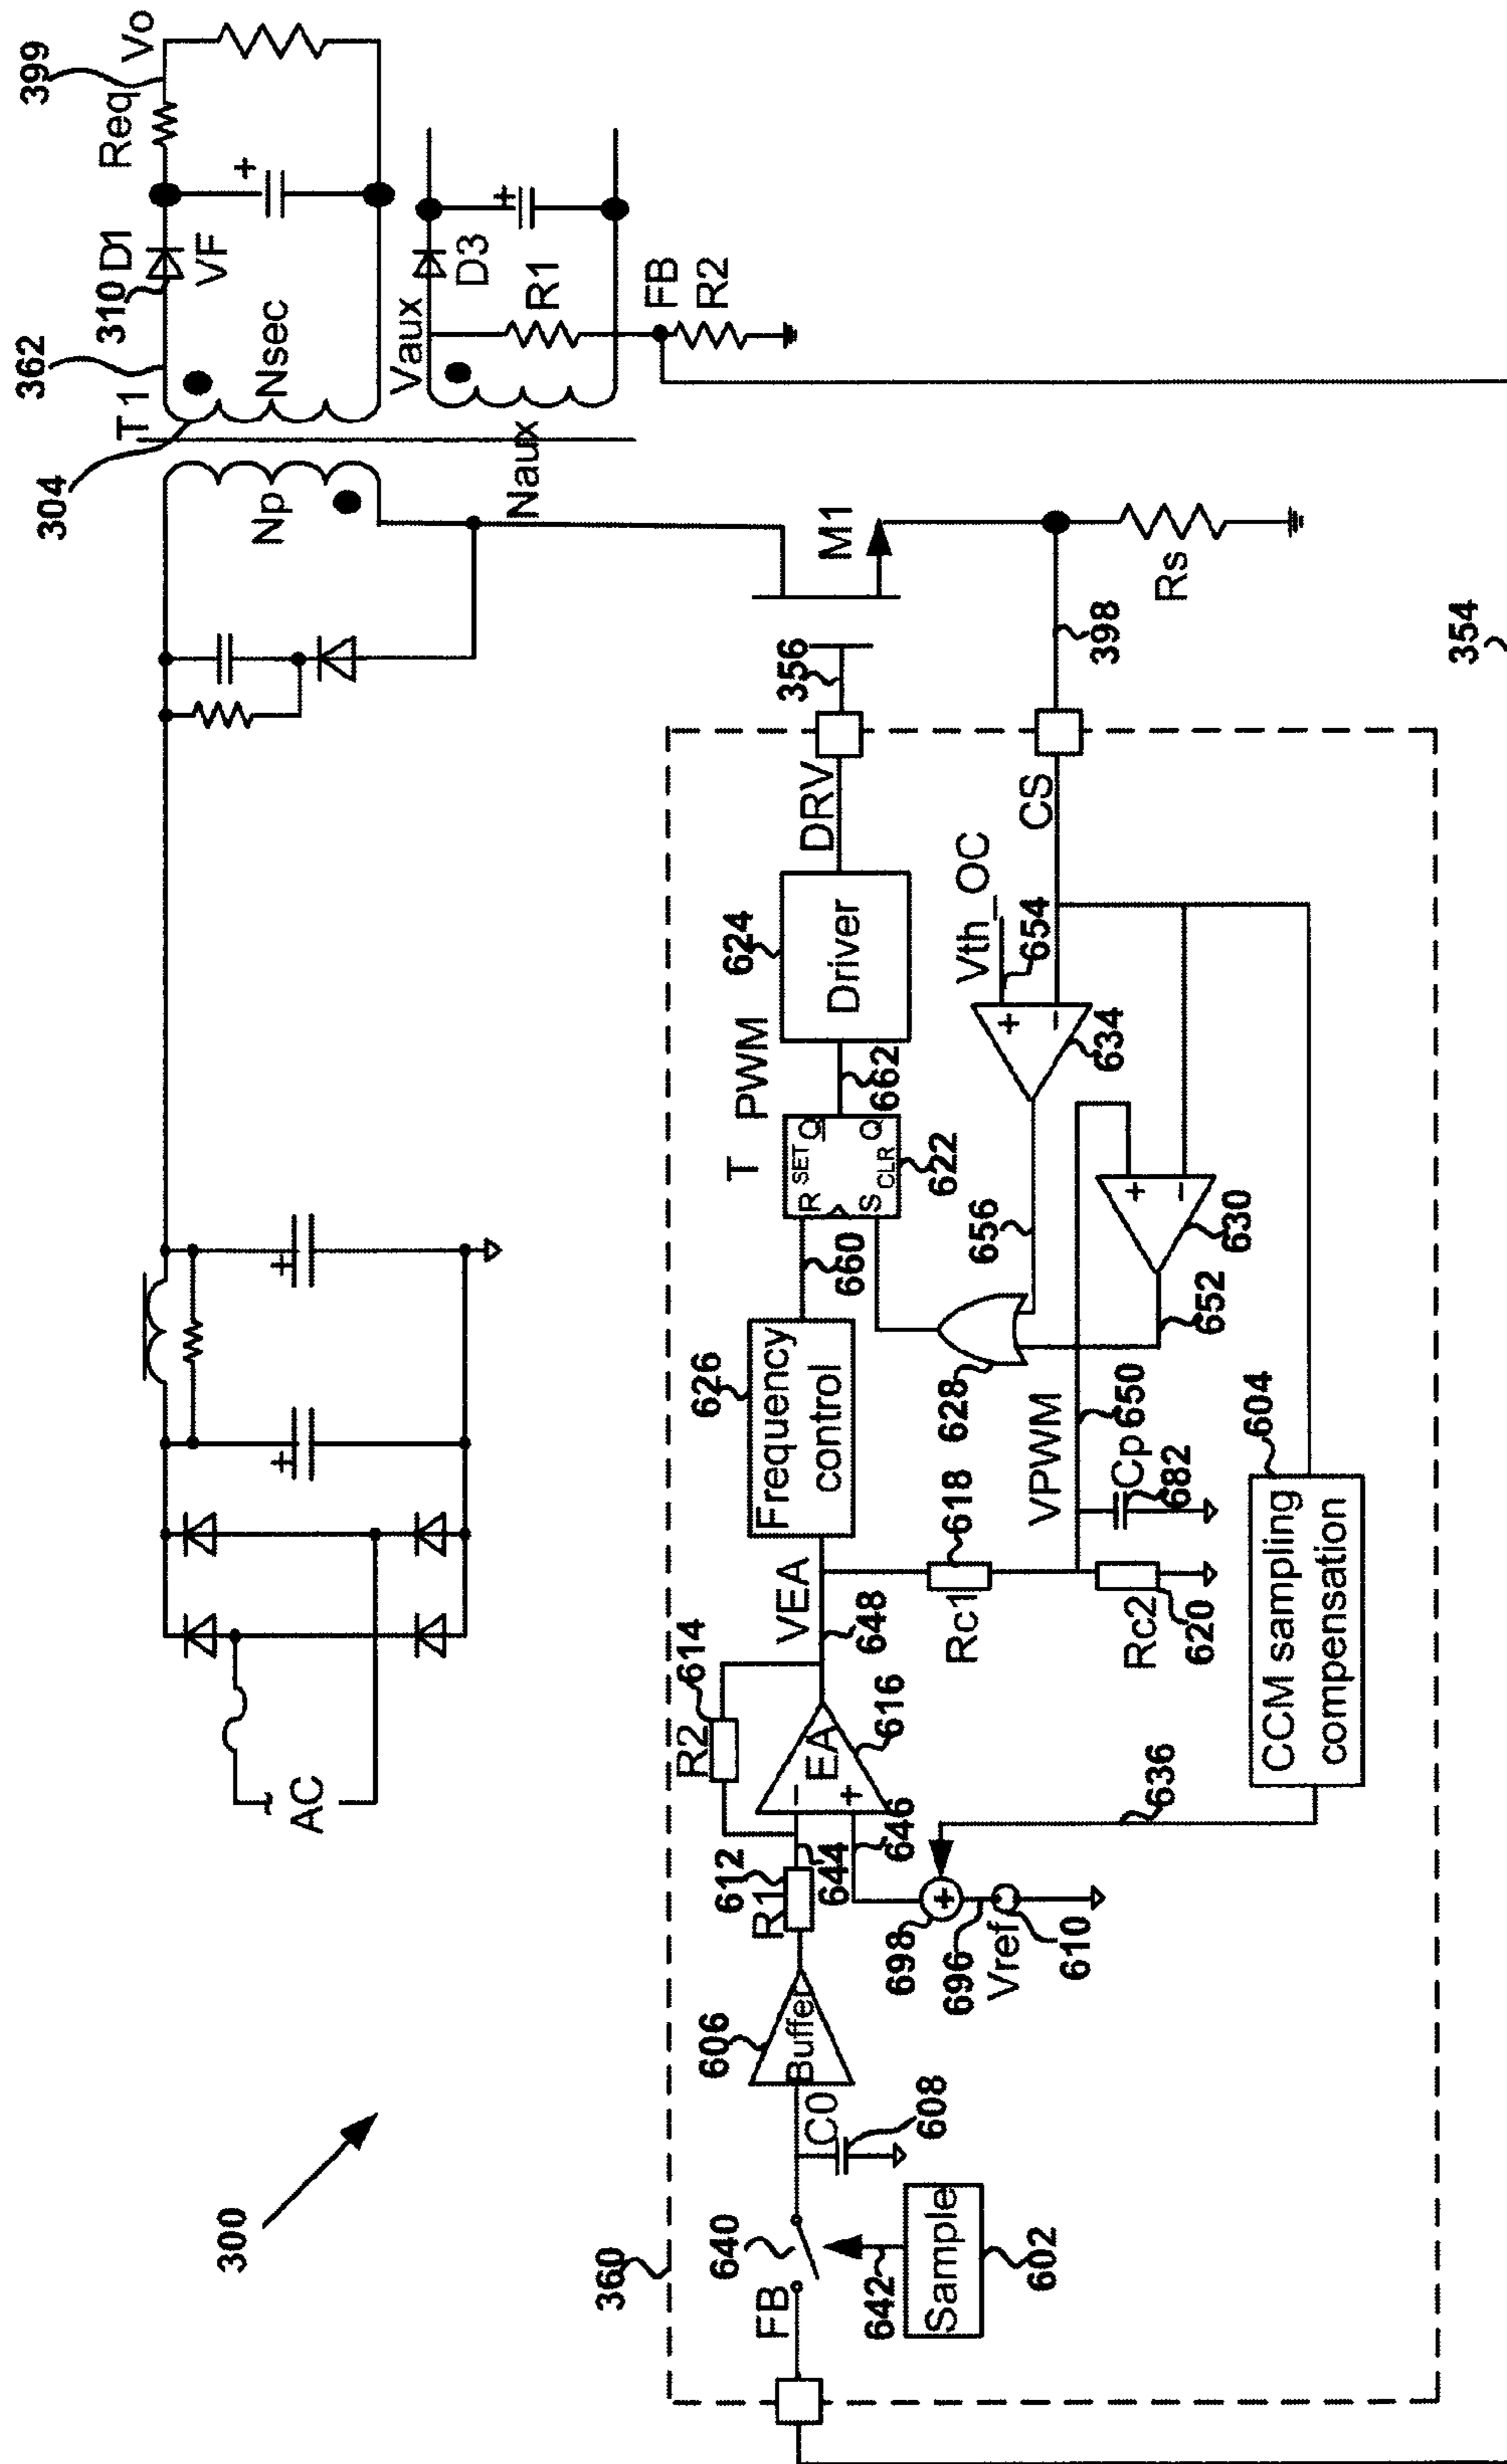 300
AC
T1
304
Np
Nsec
362
310
D1
VF
Req
399
Vo
+
+
+
+
Naux
Vaux
D3
R1
FB
R2
M1
Rs
398
356
354
360
FB
640
642
Sample
602
C0
608
606
Buffer
612
R1
644
R2
614
EA
−
+
616
646
698
+
696
Vref
610
636
VEA
648
626
Frequency
control
660
T
R
SET
Q
S
CLR
Q
622
PWM
662
624
Driver
DRV
CS
Vth_OC
654
+
−
634
656
628
+
−
630
652
VPWM
650
Rc1
618
Rc2
620
Cp
682
604
CCM sampling
compensation